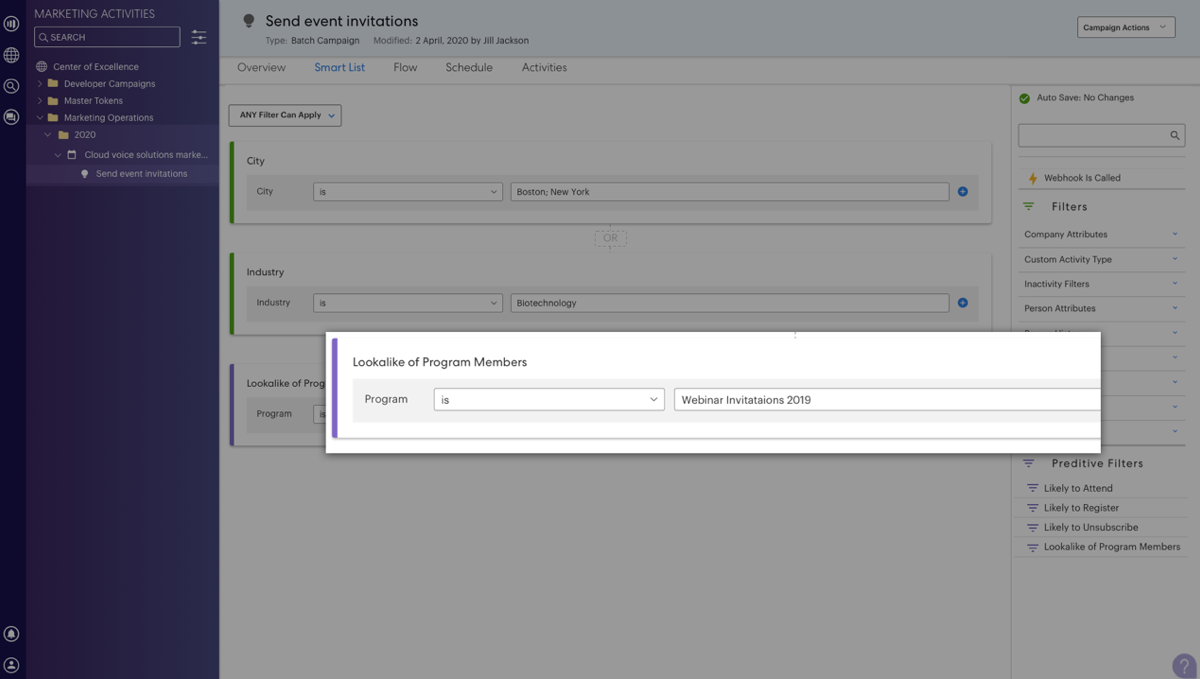 MARKETING ACTIVITIES
SEARCH
Center of Excellence
Developer Campaigns
Master Tokens
Marketing Operations
2020
Cloud voice solutions marke...
Send event invitations
Send event invitations
Type: Batch Campaign Modified: 2 April, 2020 by Jill Jackson
Campaign Actions
Overview Smart List Flow Schedule Activities
ANY Filter Can Apply
City
City is Boston; New York
OR
Industry
Industry is Biotechnology
Lookalike of Prog
Program is
Lookalike of Program Members
Program is Webinar Invitataions 2019
Auto Save: No Changes
Webhook Is Called
Filters
Company Attributes
Custom Activity Type
Inactivity Filters
Person Attributes
Preditive Filters
Likely to Attend
Likely to Register
Likely to Unsubscribe
Lookalike of Program Members
?